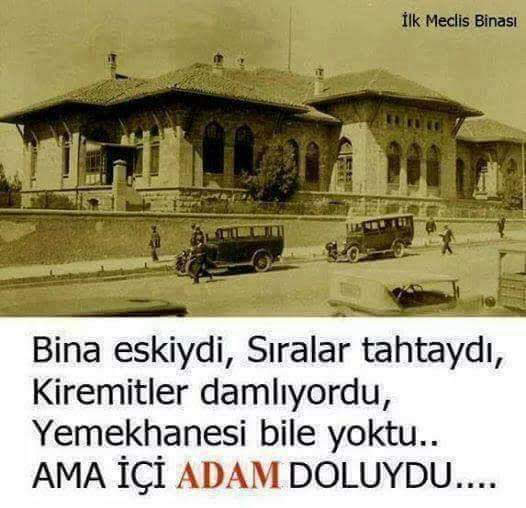 İlk Meclis Binası
Bina eskiydi, Sıralar tahtaydı,
Kiremitler damlıyordu,
Yemekhanesi bile yoktu..
AMA İÇİ ADAM DOLUYDU....